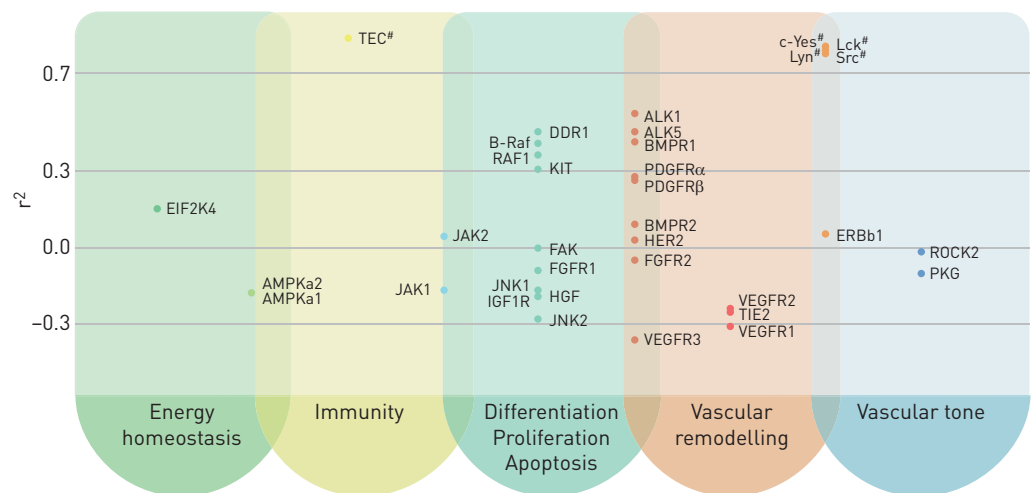 TEC#
c-Yes# Lck#
Lyn# Src#
0.7
ALK1
DDR1 ALK5
B-Raf BMPR1
RAF1
0.3 KIT PDGFRα
PDGFRβ
r2
EIF2K4
BMPR2
JAK2 HER2 ERBb1
0.0 FAK ROCK2
FGFR1 FGFR2 PKG
AMPKa2 JAK1 JNK1
AMPKa1 IGF1R HGF
VEGFR2
–0.3 JNK2 TIE2
VEGFR3 VEGFR1
Energy
homeostasis
Immunity
Differentiation
Proliferation
Apoptosis
Vascular
remodelling
Vascular tone